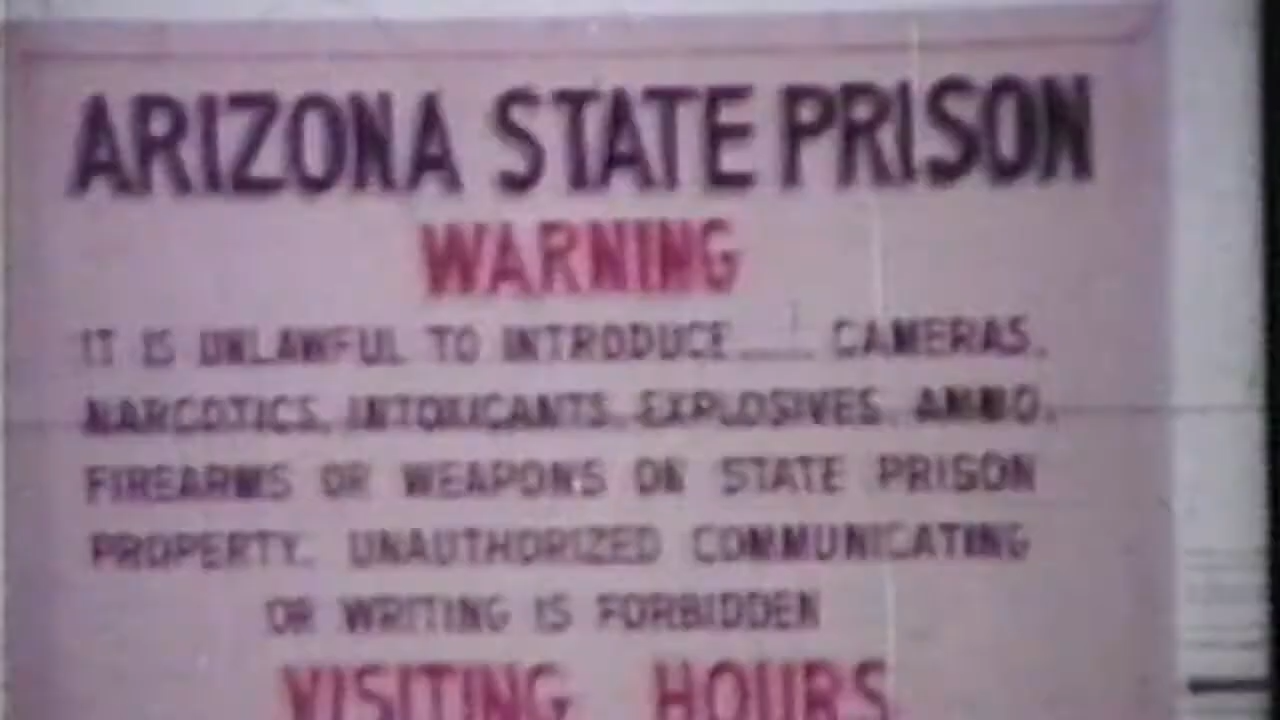 ARIZONA STATE PRISON
WARNING
IT IS UNLAWFUL TO INTRODUCE...... CAMERAS,
NARCOTICS, INTOXICANTS, EXPLOSIVES, AMMO,
FIREARMS OR WEAPONS ON STATE PRISON
PROPERTY. UNAUTHORIZED COMMUNICATING
OR WRITING IS FORBIDDEN
VISITING HOURS